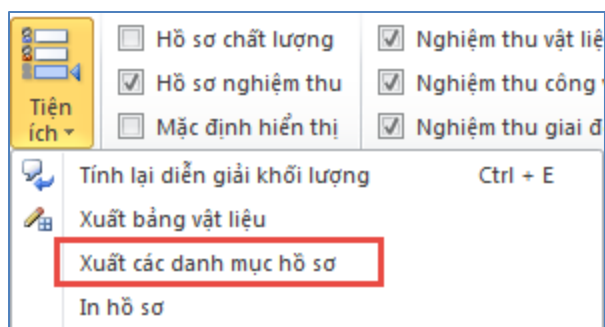 Hồ sơ chất lượng
Nghiệm thu vật liệ
Hồ sơ nghiệm thu
Nghiệm thu công
Tiện
ích
Mặc định hiển thị
Nghiệm thu giai đ
Tính lại diễn giải khối lượng Ctrl + E
Xuất bảng vật liệu
Xuất các danh mục hồ sơ
In hồ sơ